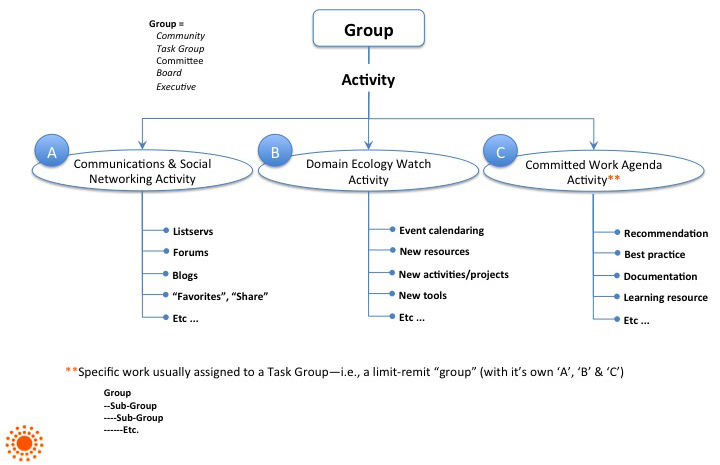 Group =
Community
Task Group
Committee
Board
Executive
Group
Activity
A
Communications & Social
Networking Activity
Listservs
Forums
Blogs
“Favorites”, “Share”
Etc ...
B
Domain Ecology Watch
Activity
Event calendaring
New resources
New activities/projects
New tools
Etc ...
C
Committed Work Agenda
Activity**
Recommendation
Best practice
Documentation
Learning resource
Etc ...
**Specific work usually assigned to a Task Group—i.e., a limit-remit “group” (with it’s own ‘A’, ‘B’ & ‘C’)
Group
--Sub-Group
----Sub-Group
------Etc.